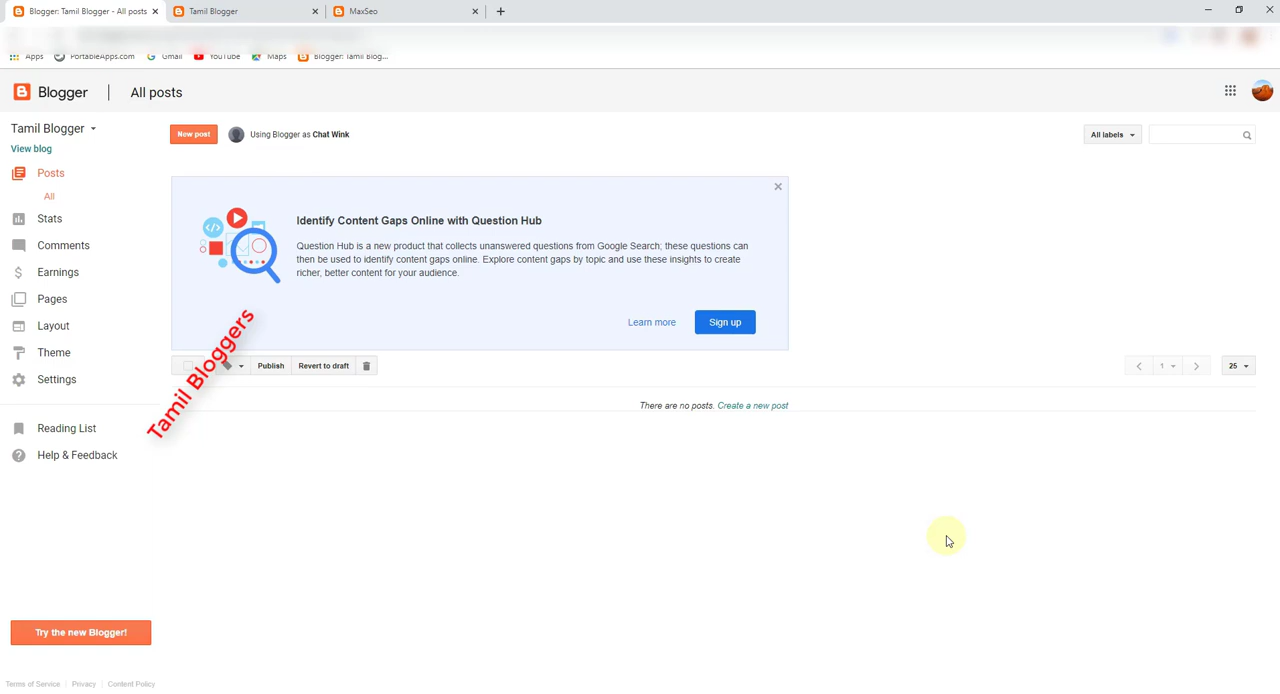 Blogger: Tamil Blogger - All posts
Tamil Blogger
MaxSeo
Apps
PortableApps.com
Gmail
YouTube
Maps
Blogger: Tamil Blog...
Blogger
All posts
Tamil Blogger
View blog
New post
Using Blogger as Chat Wink
All labels
Posts
All
Stats
Comments
Earnings
Pages
Layout
Theme
Settings
Reading List
Help & Feedback
Identify Content Gaps Online with Question Hub
Question Hub is a new product that collects unanswered questions from Google Search; these questions can
then be used to identify content gaps online. Explore content gaps by topic and use these insights to create
richer, better content for your audience.
Learn more
Sign up
Tamil Bloggers
Publish
Revert to draft
1
25
There are no posts. Create a new post
Try the new Blogger!
Terms of Service
Privacy
Content Policy